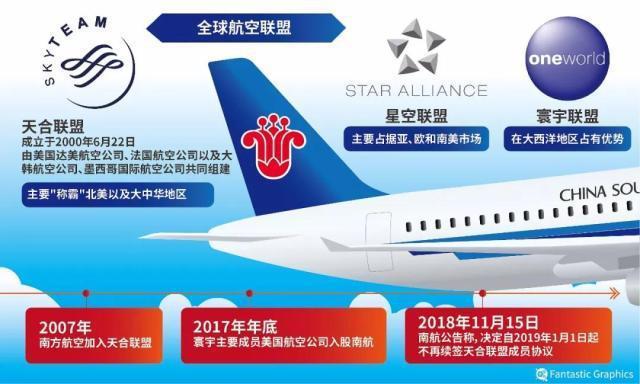 SKYTEAM
全球航空联盟
STAR ALLIANCE
oneworld
天合联盟
成立于2000年6月22日
由美国达美航空公司、法国航空公司以及大
韩航空公司、墨西哥国际航空公司共同组建
主要"称霸"北美以及大中华地区
星空联盟
主要占据亚、欧和南美市场
寰宇联盟
在大西洋地区占有优势
CHINA SOU
2007年
南方航空加入天合联盟
2017年年底
寰宇主要成员美国航空公司入股南航
2018年11月15日
南航公告称，决定自2019年1月1日起
不再续签天合联盟成员协议
Fantastic Graphics